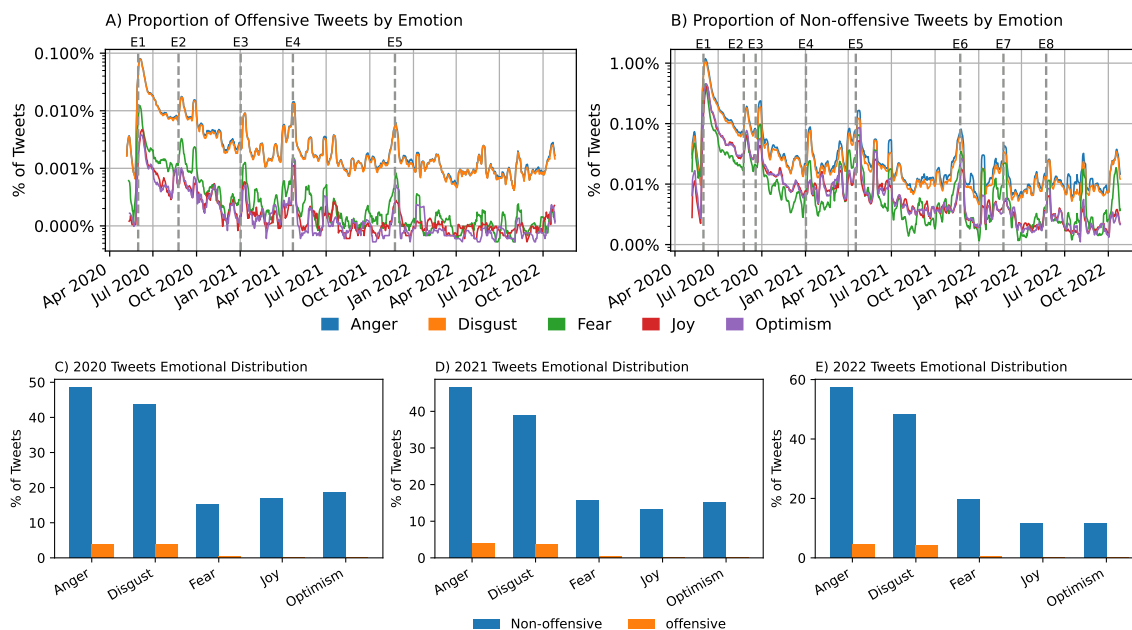 A) Proportion of Offensive Tweets by Emotion
E1 E2 E3 E4 E5
0.100%
0.010%
0.001%
0.000%
% of Tweets
Apr 2020 Jul 2020 Oct 2020 Jan 2021 Apr 2021 Jul 2021 Oct 2021 Jan 2022 Apr 2022 Jul 2022 Oct 2022
B) Proportion of Non-offensive Tweets by Emotion
E1 E2 E3 E4 E5 E6 E7 E8
1.00%
0.10%
0.01%
0.00%
% of Tweets
Apr 2020 Jul 2020 Oct 2020 Jan 2021 Apr 2021 Jul 2021 Oct 2021 Jan 2022 Apr 2022 Jul 2022 Oct 2022
Anger Disgust Fear Joy Optimism
C) 2020 Tweets Emotional Distribution
50
40
30
20
10
0
% of Tweets
Anger Disgust Fear Joy Optimism
D) 2021 Tweets Emotional Distribution
40
30
20
10
0
% of Tweets
Anger Disgust Fear Joy Optimism
E) 2022 Tweets Emotional Distribution
60
40
20
0
% of Tweets
Anger Disgust Fear Joy Optimism
Non-offensive offensive